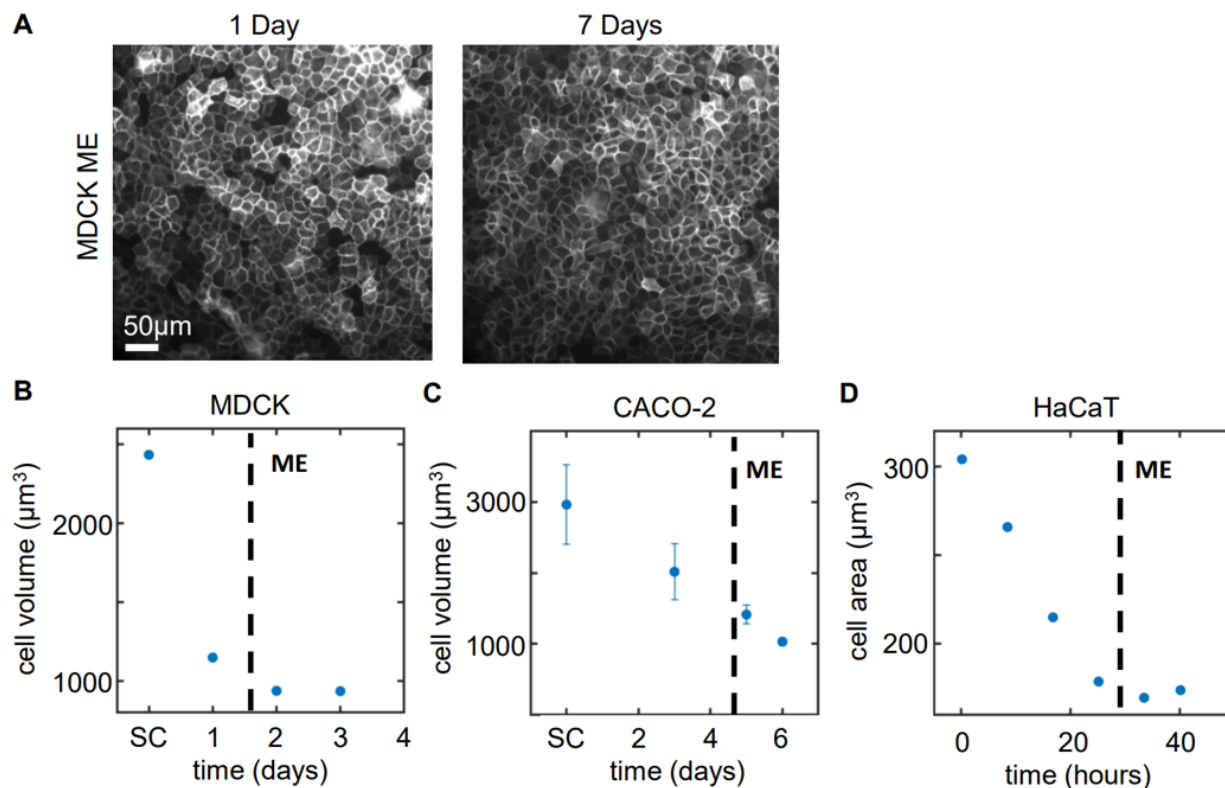 A
1 Day
7 Days
MDCK ME
50µm
B
MDCK
cell volume (µm³)
2000
1000
ME
SC 1 2 3 4
time (days)
C
CACO-2
cell volume (µm³)
3000
1000
ME
SC 2 4 6
time (days)
D
HaCaT
cell area (µm³)
300
200
ME
0 20 40
time (hours)